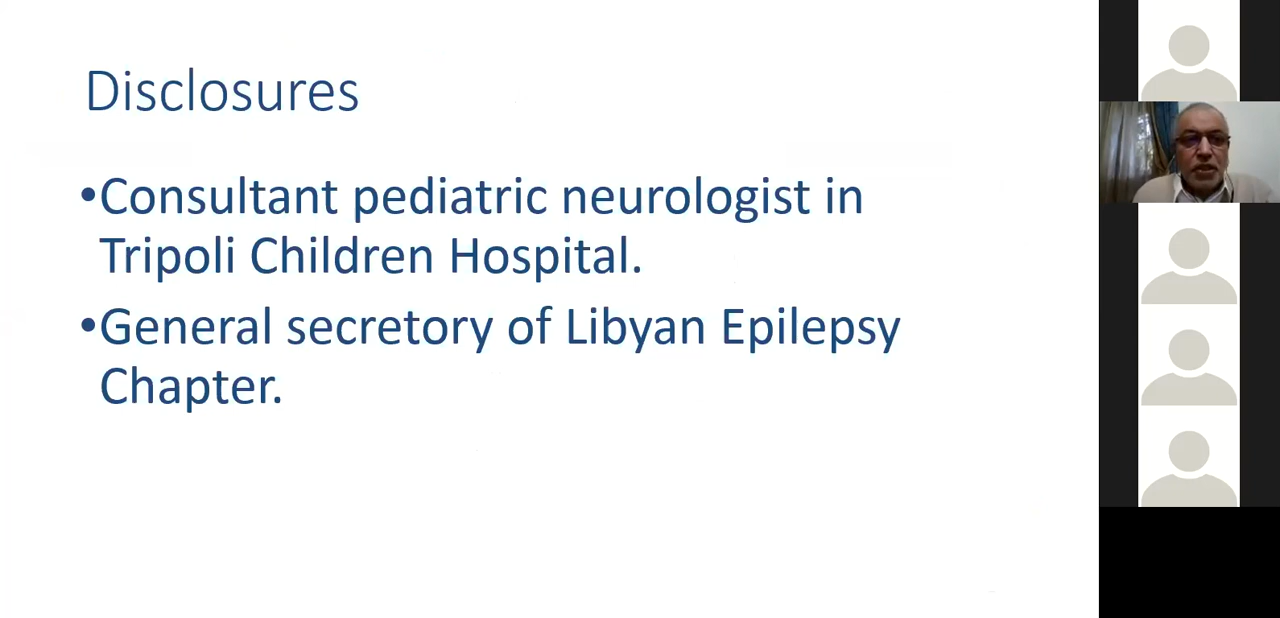 Disclosures
•Consultant pediatric neurologist in
Tripoli Children Hospital.
•General secretory of Libyan Epilepsy
Chapter.